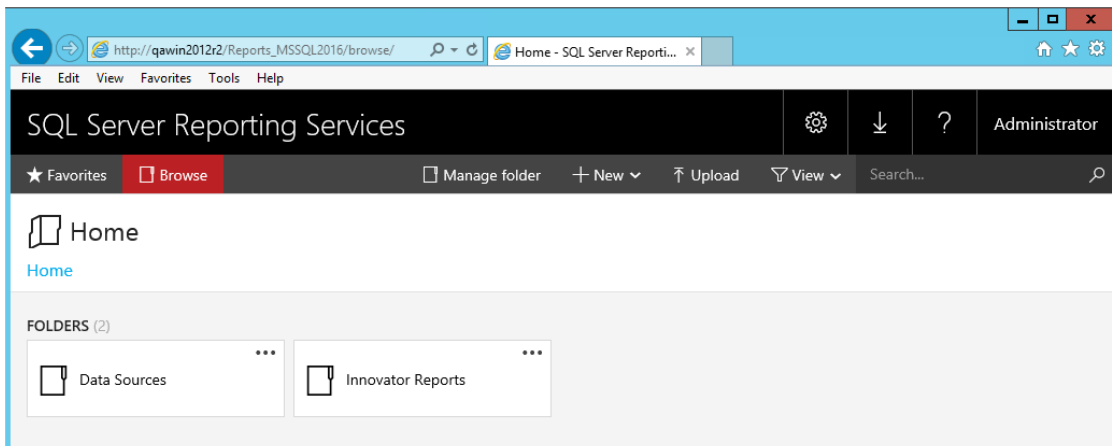 http://qawin2012r2/Reports_MSSQL2016/browse/ Home - SQL Server Reporti...
File Edit View Favorites Tools Help
SQL Server Reporting Services ? Administrator
Favorites Browse Manage folder New Upload View Search...
Home
Home
FOLDERS (2)
Data Sources Innovator Reports